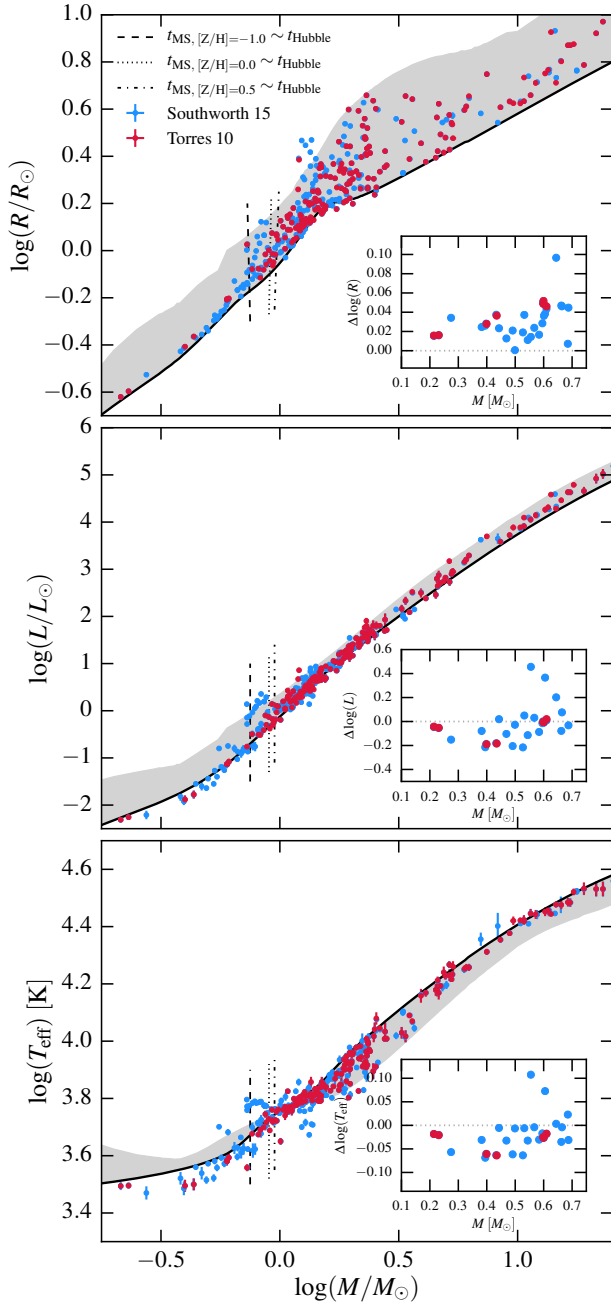 1.0
0.8
0.6
0.4
0.2
0.0
−0.2
−0.4
−0.6
log(R/R⊙)
t_MS, [Z/H]=−1.0 ∼ t_Hubble
t_MS, [Z/H]=0.0 ∼ t_Hubble
t_MS, [Z/H]=0.5 ∼ t_Hubble
Southworth 15
Torres 10
0.10
0.08
0.06
0.04
0.02
0.00
Δlog(R)
0.1 0.2 0.3 0.4 0.5 0.6 0.7
M [M⊙]
6
5
4
3
2
1
0
−1
−2
log(L/L⊙)
0.6
0.4
0.2
0.0
−0.2
−0.4
Δlog(L)
0.1 0.2 0.3 0.4 0.5 0.6 0.7
M [M⊙]
4.6
4.4
4.2
4.0
3.8
3.6
3.4
log(T_eff) [K]
0.10
0.05
0.00
−0.05
−0.10
Δlog(T_eff)
0.1 0.2 0.3 0.4 0.5 0.6 0.7
M [M⊙]
−0.5 0.0 0.5 1.0
log(M/M⊙)